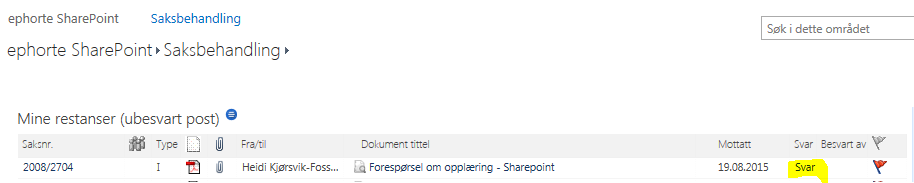 ephorte SharePoint Saksbehandling
Søk i dette området
ephorte SharePoint Saksbehandling
Mine restanser (ubesvart post)
Saksnr. Type Fra/til Dokument tittel Mottatt Svar Besvart av
2008/2704 I Heidi Kjørsvik-Foss... Forespørsel om opplæring - Sharepoint 19.08.2015 Svar